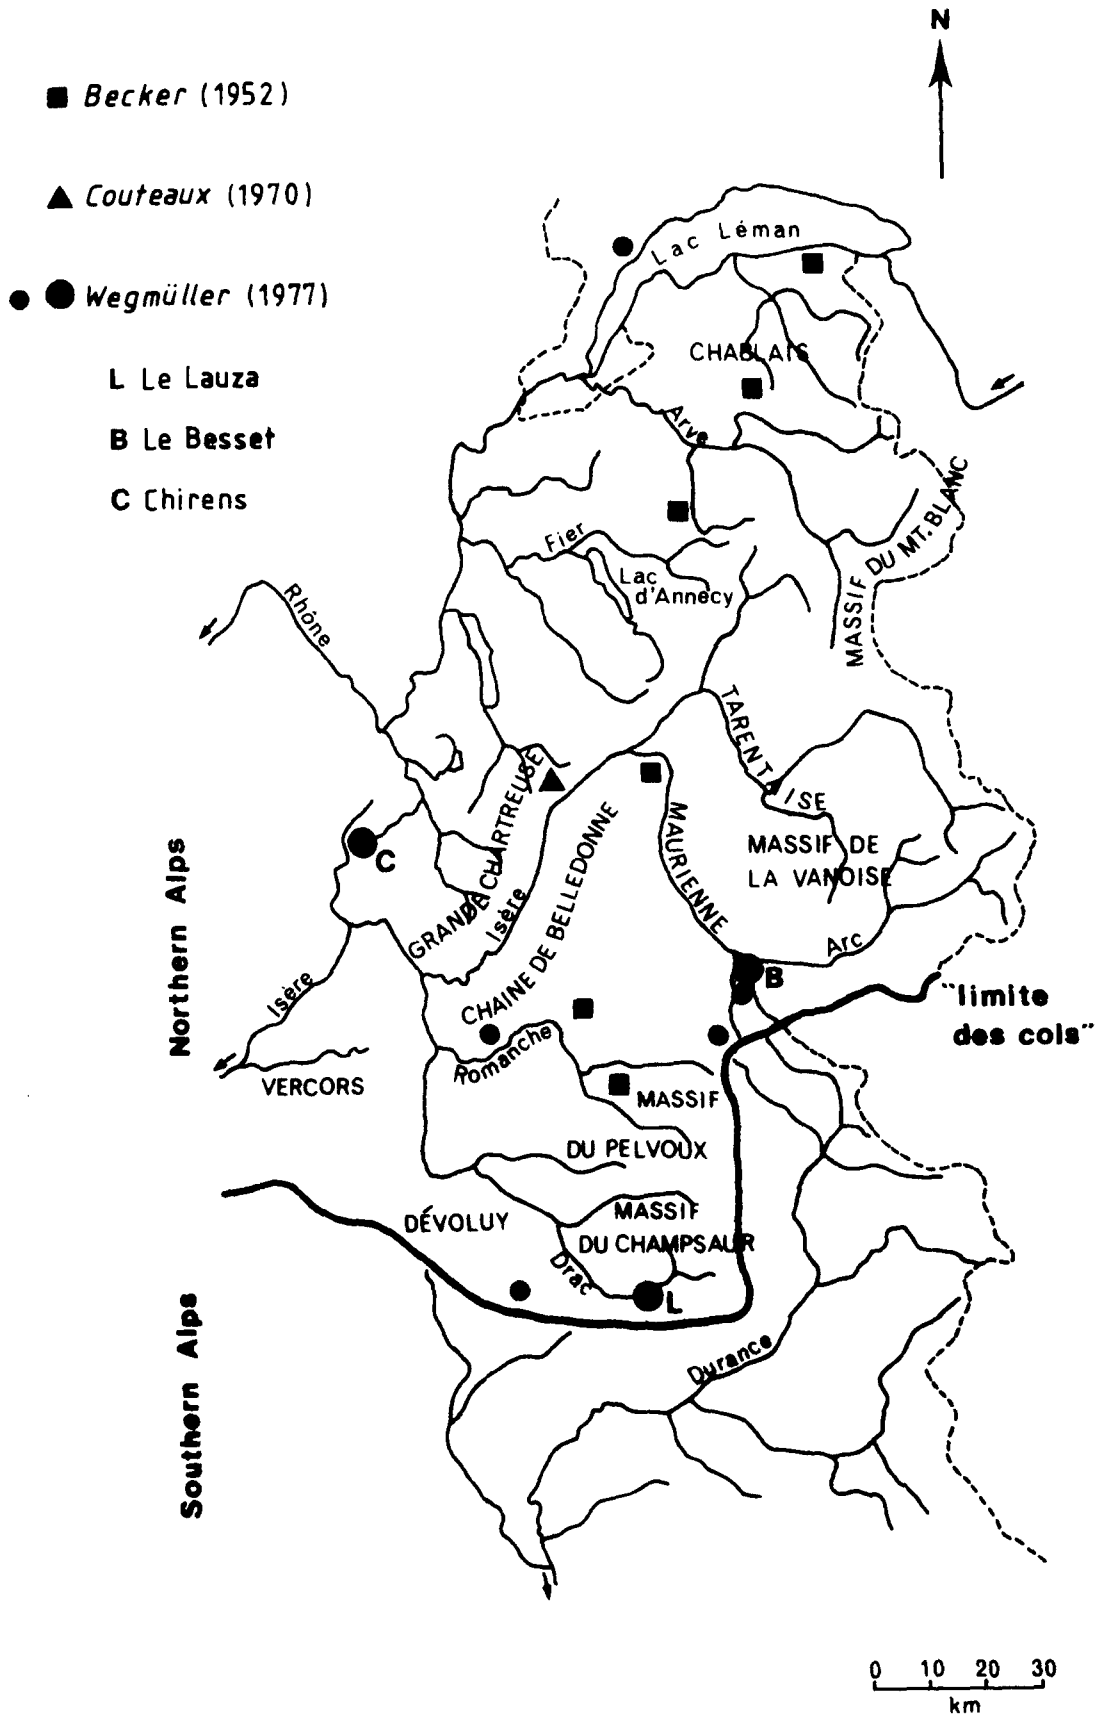 N
Becker (1952)
Couteaux (1970)
Wegmüller (1977)
L Le Lauza
B Le Besset
C Chirens
Lac Léman
CHABLAIS
Arve
MASSIF DU MT. BLANC
Fier
Lac
d'Annecy
Rhône
TARENTAISE
GRANDE CHARTREUSE
Isère
CHAINE DE BELLEDONNE
MAURIENNE
MASSIF DE
LA VANOISE
C
Arc
B
Northern Alps
Isère
"limite
des cols"
Romanche
VERCORS
MASSIF
DU PELVOUX
DÉVOLUY
MASSIF
DU CHAMPSAUR
Drac
L
Southern Alps
Durance
0 10 20 30
km